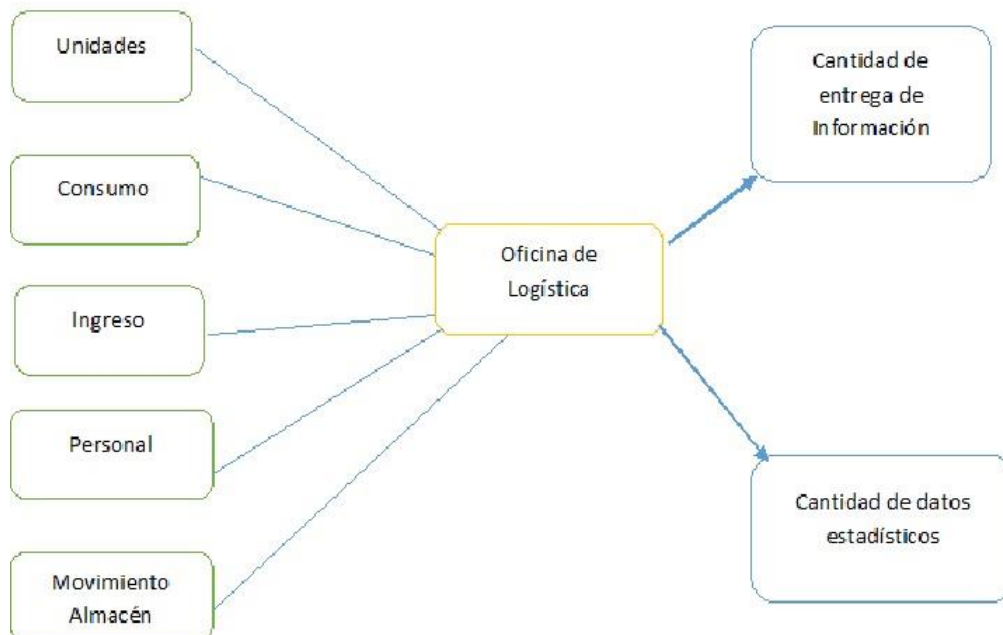 Unidades
Consumo
Ingreso
Personal
Movimiento
Almacén
Oficina de
Logística
Cantidad de
entrega de
Información
Cantidad de datos
estadísticos